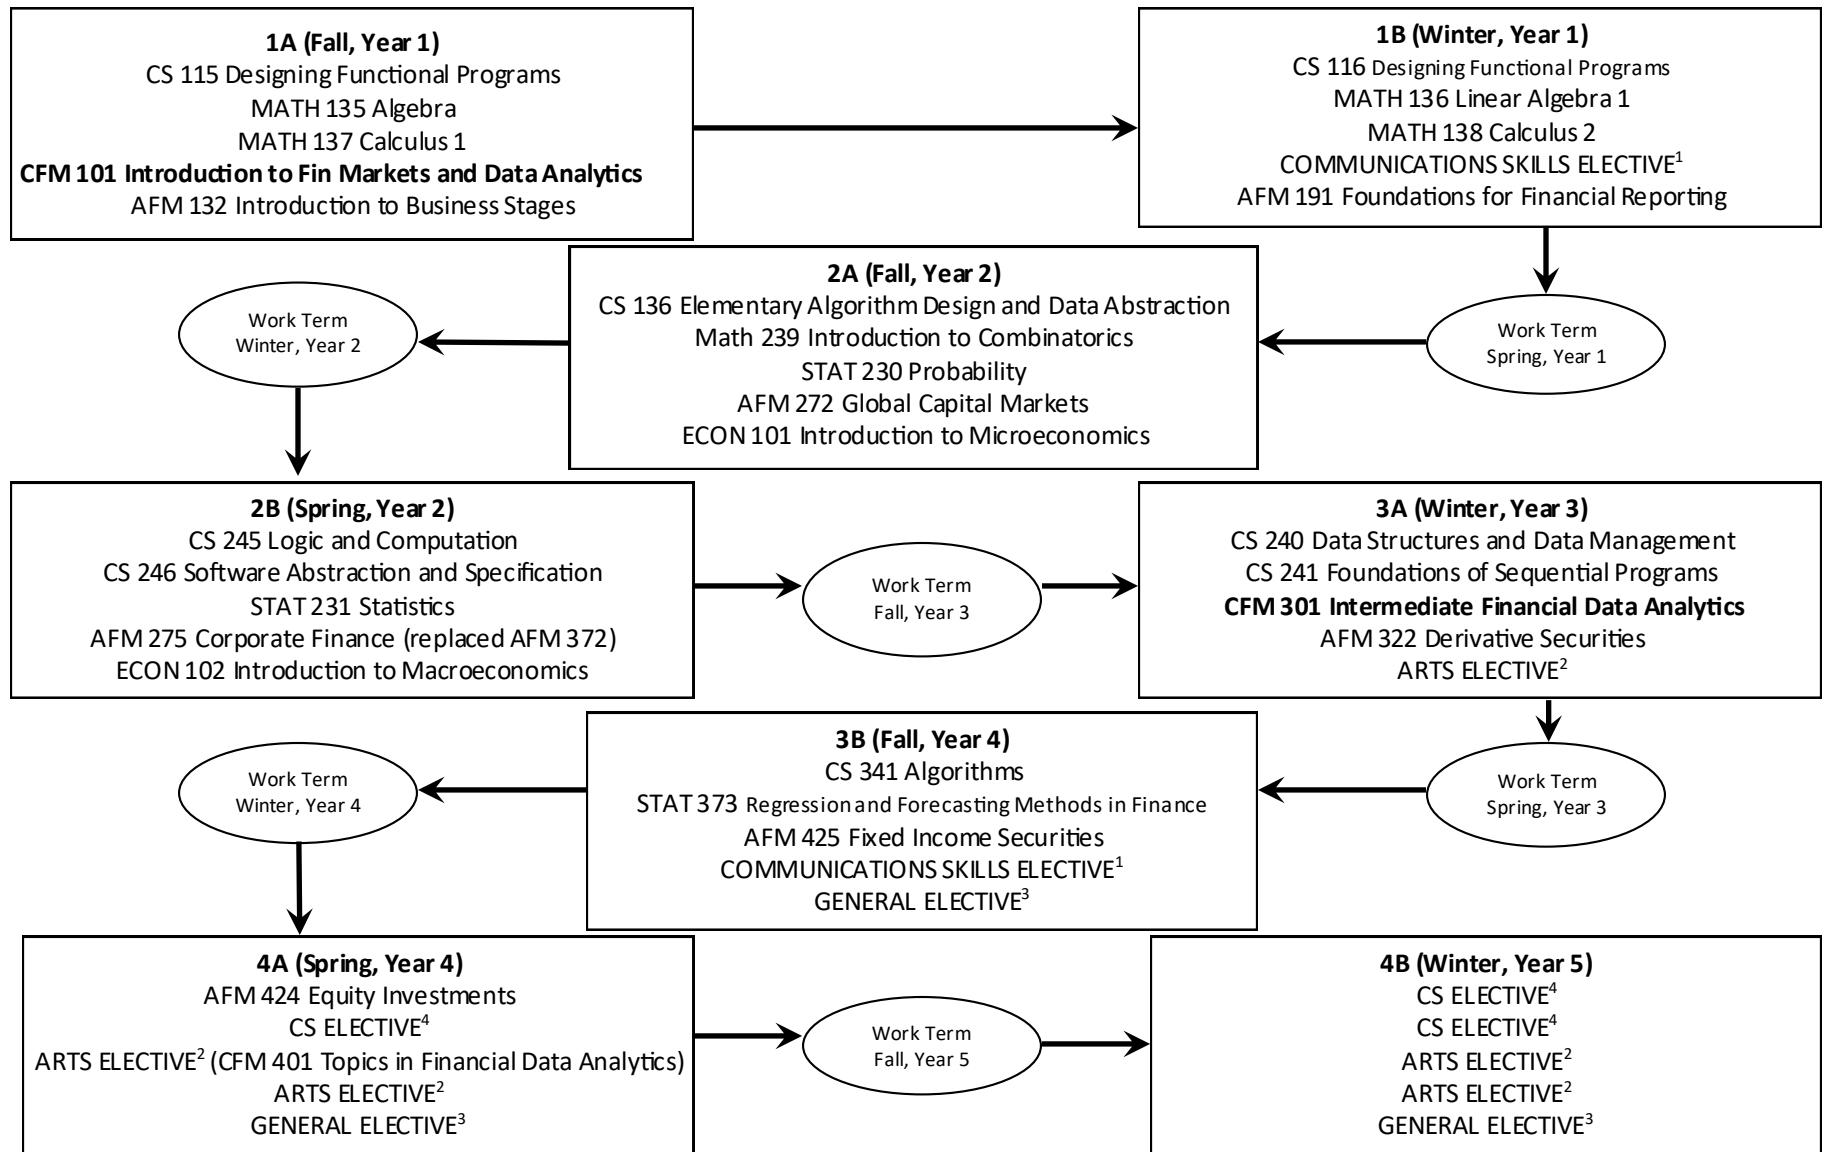 1A (Fall, Year 1)
CS 115 Designing Functional Programs
MATH 135 Algebra
MATH 137 Calculus 1
CFM 101 Introduction to Fin Markets and Data Analytics
AFM 132 Introduction to Business Stages
1B (Winter, Year 1)
CS 116 Designing Functional Programs
MATH 136 Linear Algebra 1
MATH 138 Calculus 2
COMMUNICATIONS SKILLS ELECTIVE¹
AFM 191 Foundations for Financial Reporting
Work Term
Spring, Year 1
2A (Fall, Year 2)
CS 136 Elementary Algorithm Design and Data Abstraction
Math 239 Introduction to Combinatorics
STAT 230 Probability
AFM 272 Global Capital Markets
ECON 101 Introduction to Microeconomics
Work Term
Winter, Year 2
2B (Spring, Year 2)
CS 245 Logic and Computation
CS 246 Software Abstraction and Specification
STAT 231 Statistics
AFM 275 Corporate Finance (replaced AFM 372)
ECON 102 Introduction to Macroeconomics
Work Term
Fall, Year 3
3A (Winter, Year 3)
CS 240 Data Structures and Data Management
CS 241 Foundations of Sequential Programs
CFM 301 Intermediate Financial Data Analytics
AFM 322 Derivative Securities
ARTS ELECTIVE²
Work Term
Spring, Year 3
3B (Fall, Year 4)
CS 341 Algorithms
STAT 373 Regression and Forecasting Methods in Finance
AFM 425 Fixed Income Securities
COMMUNICATIONS SKILLS ELECTIVE¹
GENERAL ELECTIVE³
Work Term
Winter, Year 4
4A (Spring, Year 4)
AFM 424 Equity Investments
CS ELECTIVE⁴
ARTS ELECTIVE² (CFM 401 Topics in Financial Data Analytics)
ARTS ELECTIVE²
GENERAL ELECTIVE³
Work Term
Fall, Year 5
4B (Winter, Year 5)
CS ELECTIVE⁴
CS ELECTIVE⁴
ARTS ELECTIVE²
ARTS ELECTIVE²
GENERAL ELECTIVE³